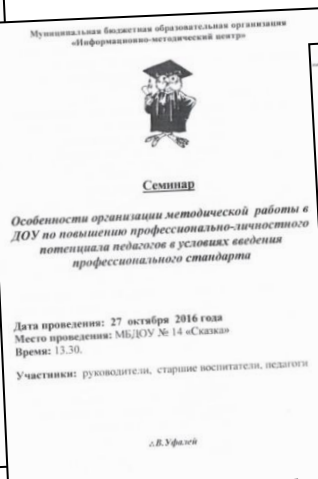 Муниципальная бюджетная образовательная организация
«Информационно-методический центр»
Семинар
Особенности организации методической работы в
ДОУ по повышению профессионально-личностного
потенциала педагогов в условиях введения
профессионального стандарта
Дата проведения: 27 октября 2016 года
Место проведения: МБДОУ № 14 «Сказка»
Время: 13.30.
Участники: руководители, старшие воспитатели, педагоги
г.В.Уфалей